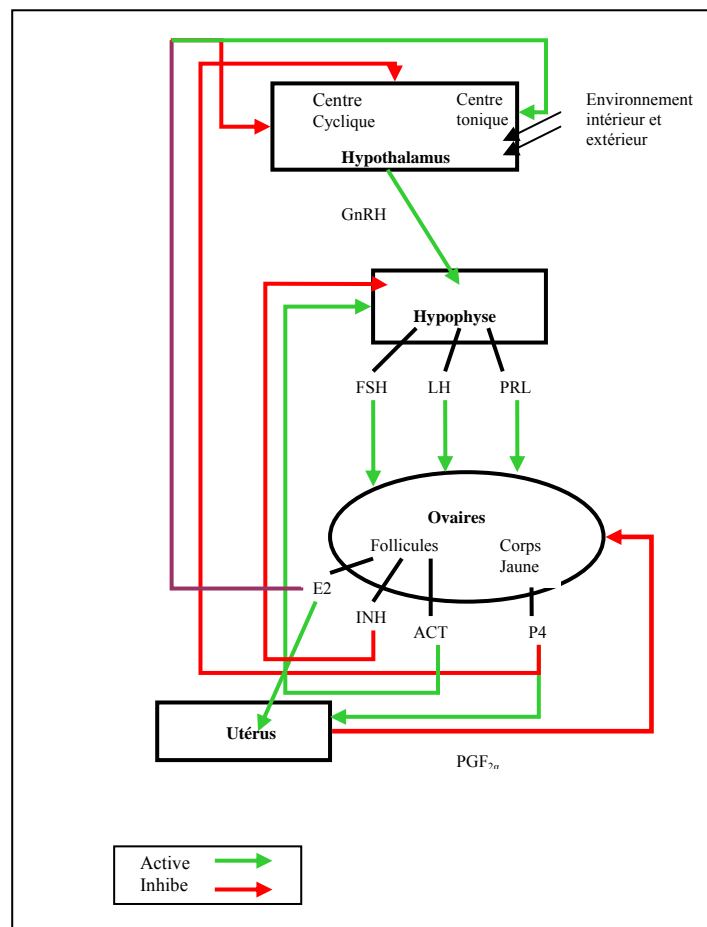 Centre
Cyclique
Centre
tonique
Environnement
intérieur et
extérieur
Hypothalamus
GnRH
Hypophyse
FSH
LH
PRL
Ovaires
Follicules
Corps
Jaune
E2
INH
ACT
P4
Utérus
PGF2α
Active
Inhibe